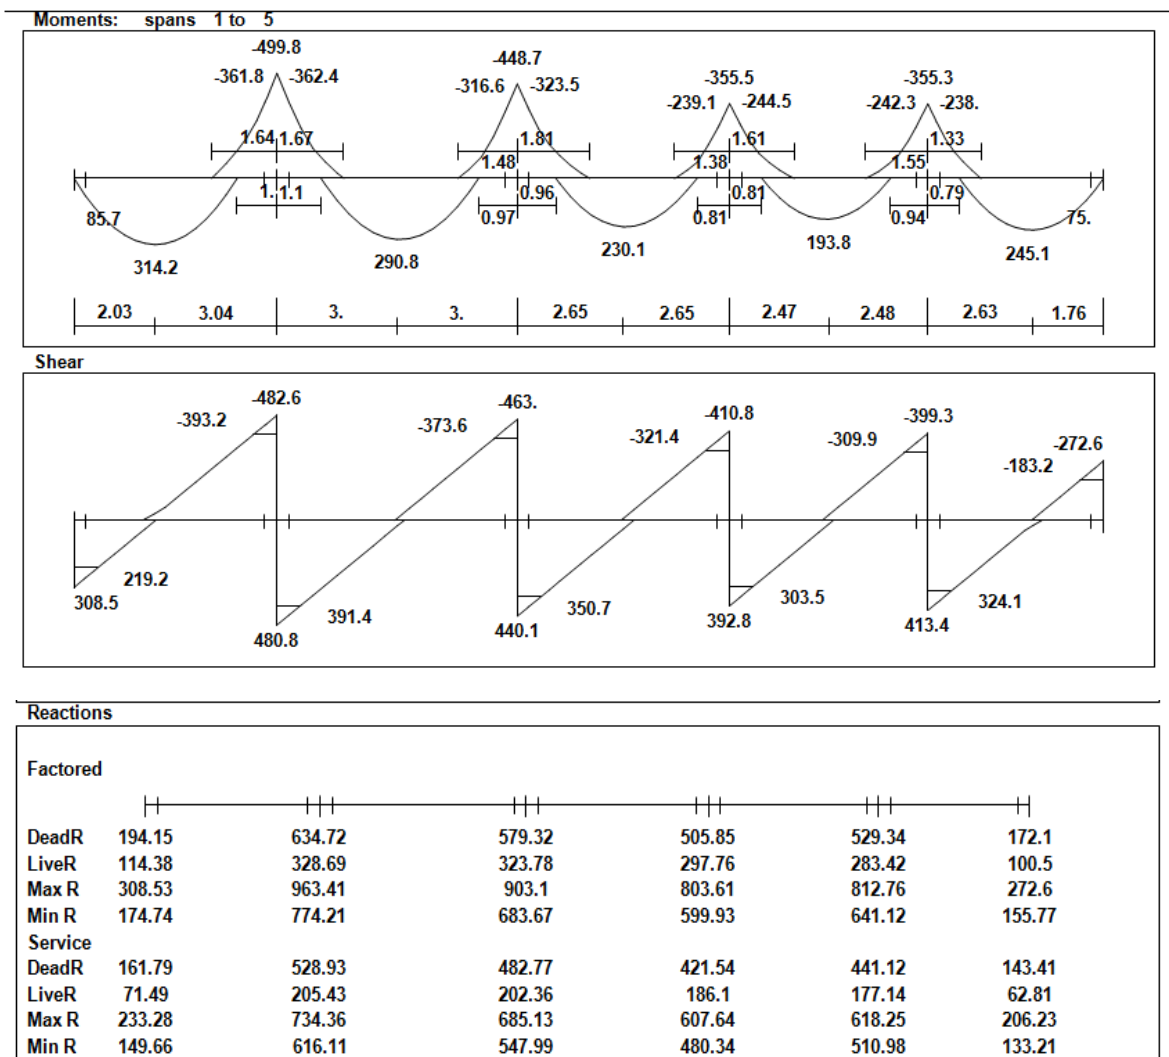 Moments: spans 1 to 5
-499.8
-448.7
-355.5 -355.3
-361.8 -362.4 -316.6 -323.5 -239.1 -244.5 -242.3 -238.
1.64 1.67 1.81 1.61 1.33
1.48 1.38 1.55
1. 1.1 0.96 0.81 0.79
85.7 0.97 0.81 0.94 75.
314.2 290.8 230.1 193.8 245.1
2.03 3.04 3. 3. 2.65 2.65 2.47 2.48 2.63 1.76
Shear
-482.6 -463. -410.8 -399.3
-393.2 -373.6 -321.4 -309.9 -272.6
-183.2
219.2
308.5 391.4 350.7 303.5 324.1
480.8 440.1 392.8 413.4
Reactions
Factored
DeadR 194.15 634.72 579.32 505.85 529.34 172.1
LiveR 114.38 328.69 323.78 297.76 283.42 100.5
Max R 308.53 963.41 903.1 803.61 812.76 272.6
Min R 174.74 774.21 683.67 599.93 641.12 155.77
Service
DeadR 161.79 528.93 482.77 421.54 441.12 143.41
LiveR 71.49 205.43 202.36 186.1 177.14 62.81
Max R 233.28 734.36 685.13 607.64 618.25 206.23
Min R 149.66 616.11 547.99 480.34 510.98 133.21